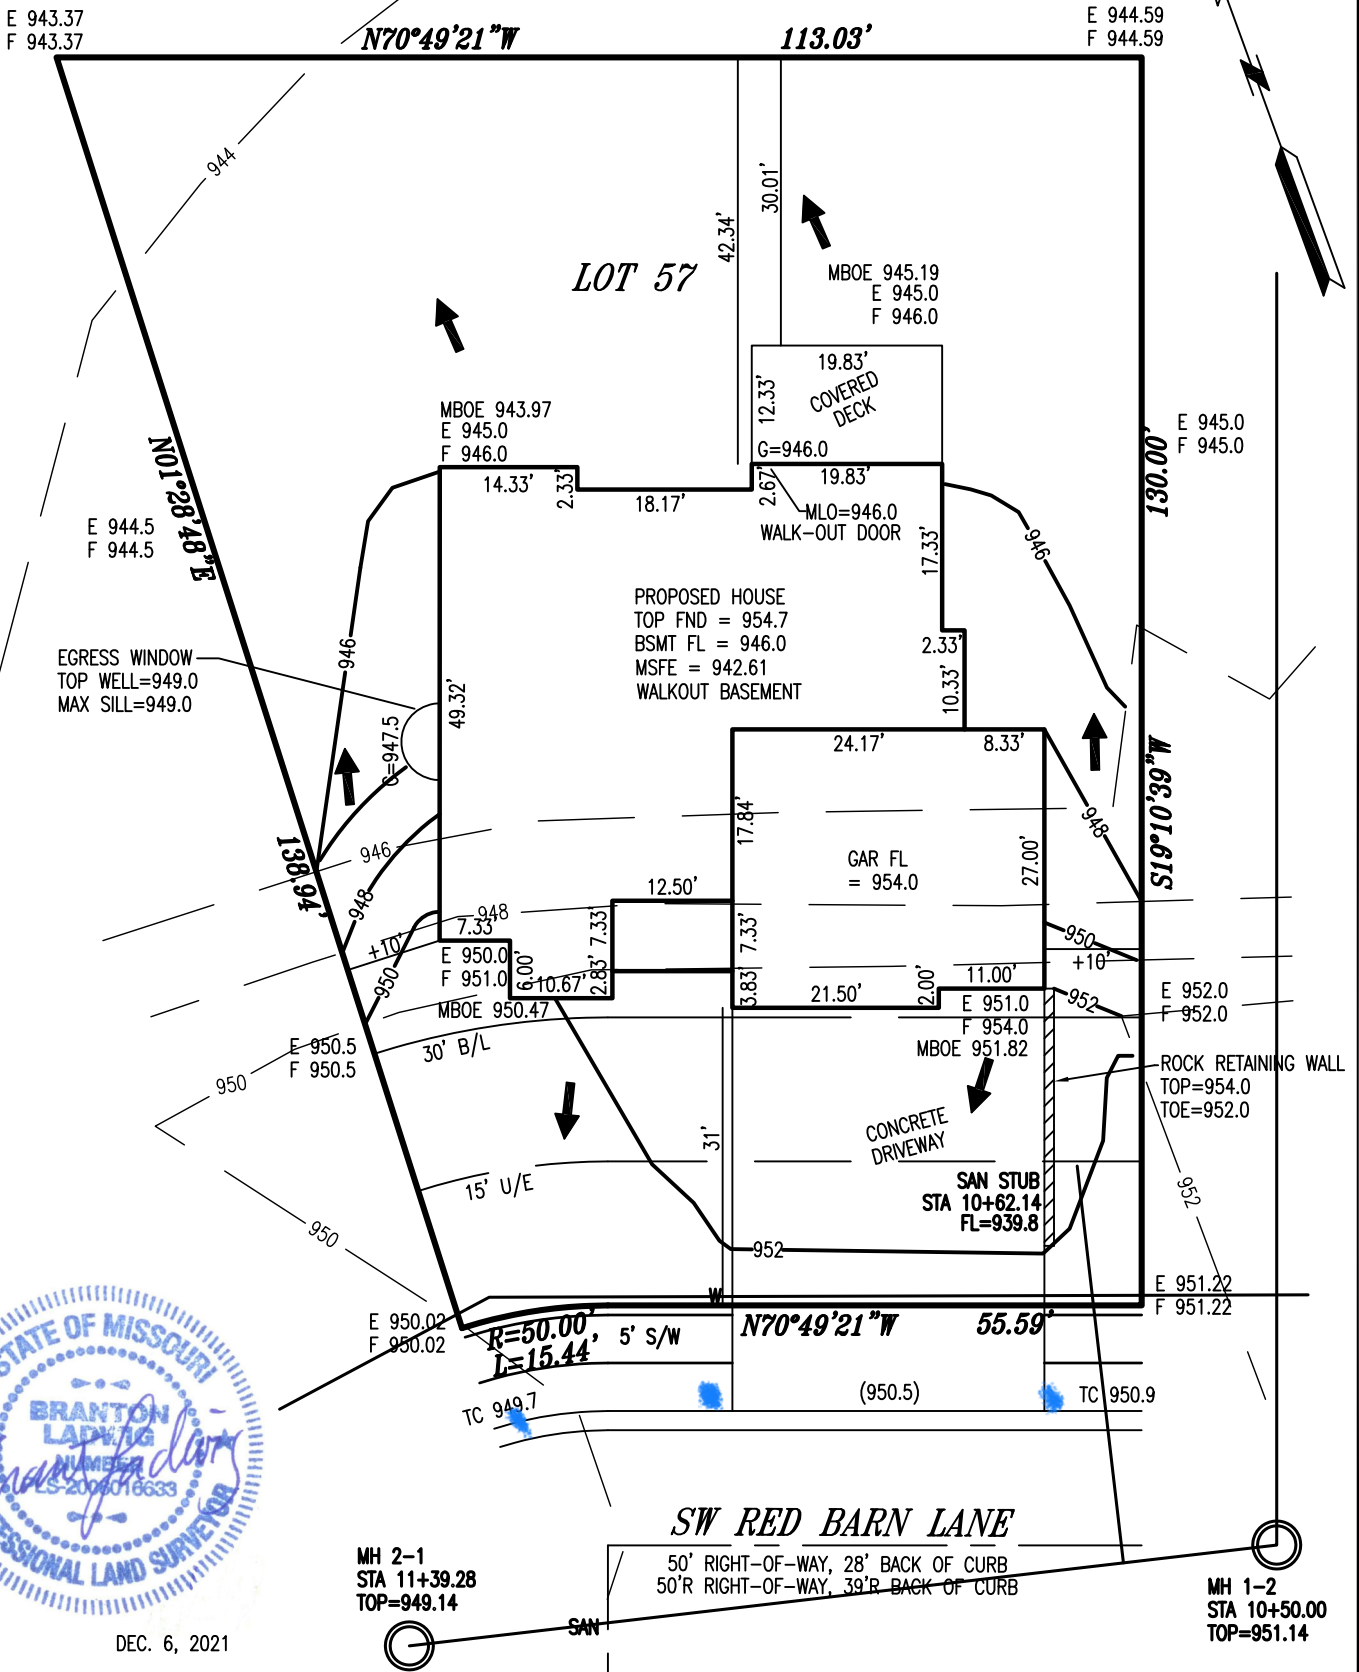 E 943.37
F 943.37
N70°49'21"W
113.03'
E 944.59
F 944.59
944
42.34'
30.01'
LOT 57
MBOE 945.19
E 945.0
F 946.0
19.83'
12.33'
COVERED
DECK
MBOE 943.97
E 945.0
F 946.0
G=946.0
E 945.0
F 945.0
N01°28'48"E
130.00'
14.33'
2.33'
18.17'
2.67'
19.83'
MLO=946.0
WALK-OUT DOOR
17.33'
946
E 944.5
F 944.5
PROPOSED HOUSE
TOP FND = 954.7
BSMT FL = 946.0
MSFE = 942.61
WALKOUT BASEMENT
2.33'
10.33'
946
EGRESS WINDOW
TOP WELL=949.0
MAX SILL=949.0
49.32'
G=947.5
24.17'
8.33'
S19°10'39"W
138.94'
946
17.84'
948
GAR FL
= 954.0
27.00'
12.50'
948
948
7.33'
7.33'
7.33'
950
+10'
+10'
E 950.0
F 951.0
6.00'
10.67'
2.83'
950
MBOE 950.47
3.83'
21.50'
2.00'
11.00'
952
E 951.0
F 954.0
MBOE 951.82
E 952.0
F 952.0
E 950.5
F 950.5
30' B/L
950
ROCK RETAINING WALL
TOP=954.0
TOE=952.0
31'
CONCRETE
DRIVEWAY
15' U/E
SAN STUB
STA 10+62.14
FL=939.8
952
950
952
W
E 951.22
F 951.22
E 950.02
F 950.02
R=50.00',
L=15.44'
5' S/W
N70°49'21"W
55.59'
TC 949.7
(950.5)
TC 950.9
STATE OF MISSOURI
BRANTON
LADWIG
NUMBER
LS-2006016633
PROFESSIONAL LAND SURVEYOR
DEC. 6, 2021
SW RED BARN LANE
50' RIGHT-OF-WAY, 28' BACK OF CURB
50'R RIGHT-OF-WAY, 39'R BACK OF CURB
MH 2-1
STA 11+39.28
TOP=949.14
SAN
MH 1-2
STA 10+50.00
TOP=951.14